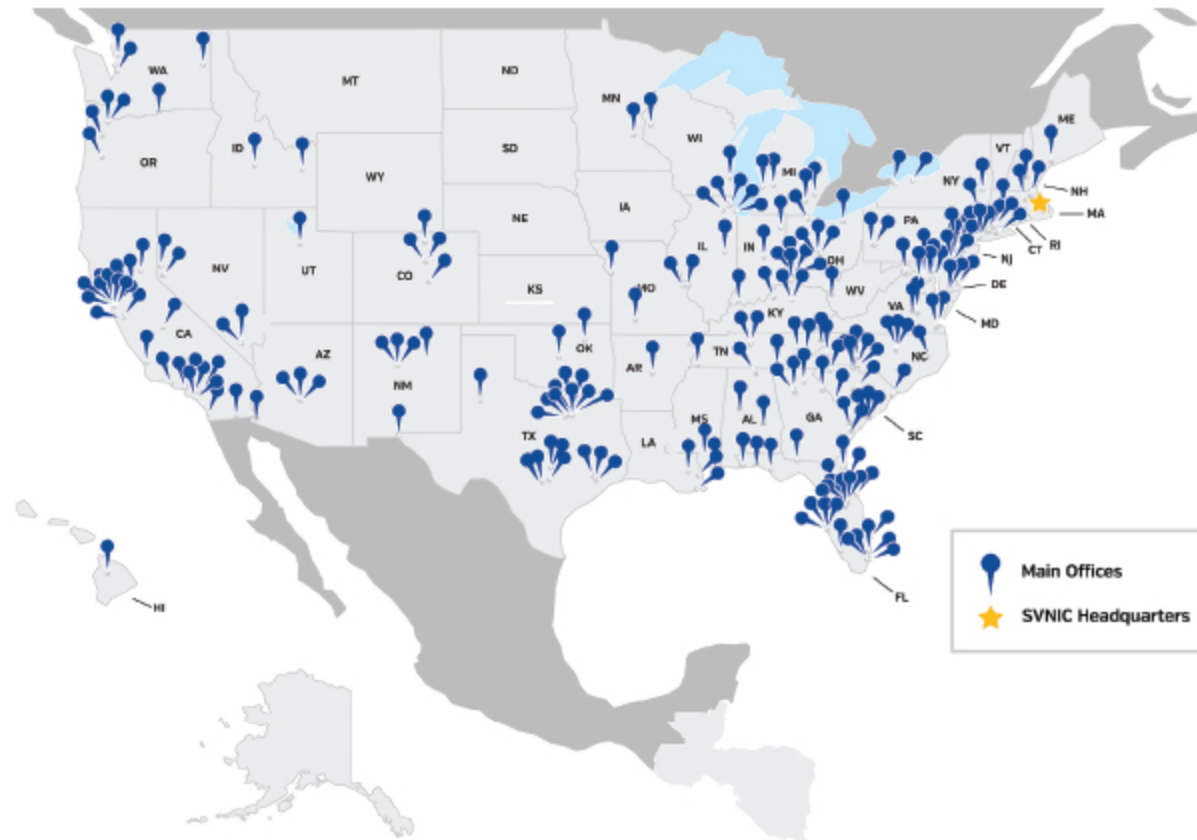 WA
MT
ND
MN
ME
OR
ID
WY
SD
WI
MI
VT
NY
NH
MA
NE
IA
PA
RI
CT
NV
UT
CO
KS
MO
IL
IN
OH
NJ
WV
DE
VA
MD
CA
AZ
NM
OK
AR
KY
TN
NC
TX
LA
MS
AL
GA
SC
HI
FL
Main Offices
SVNIC Headquarters